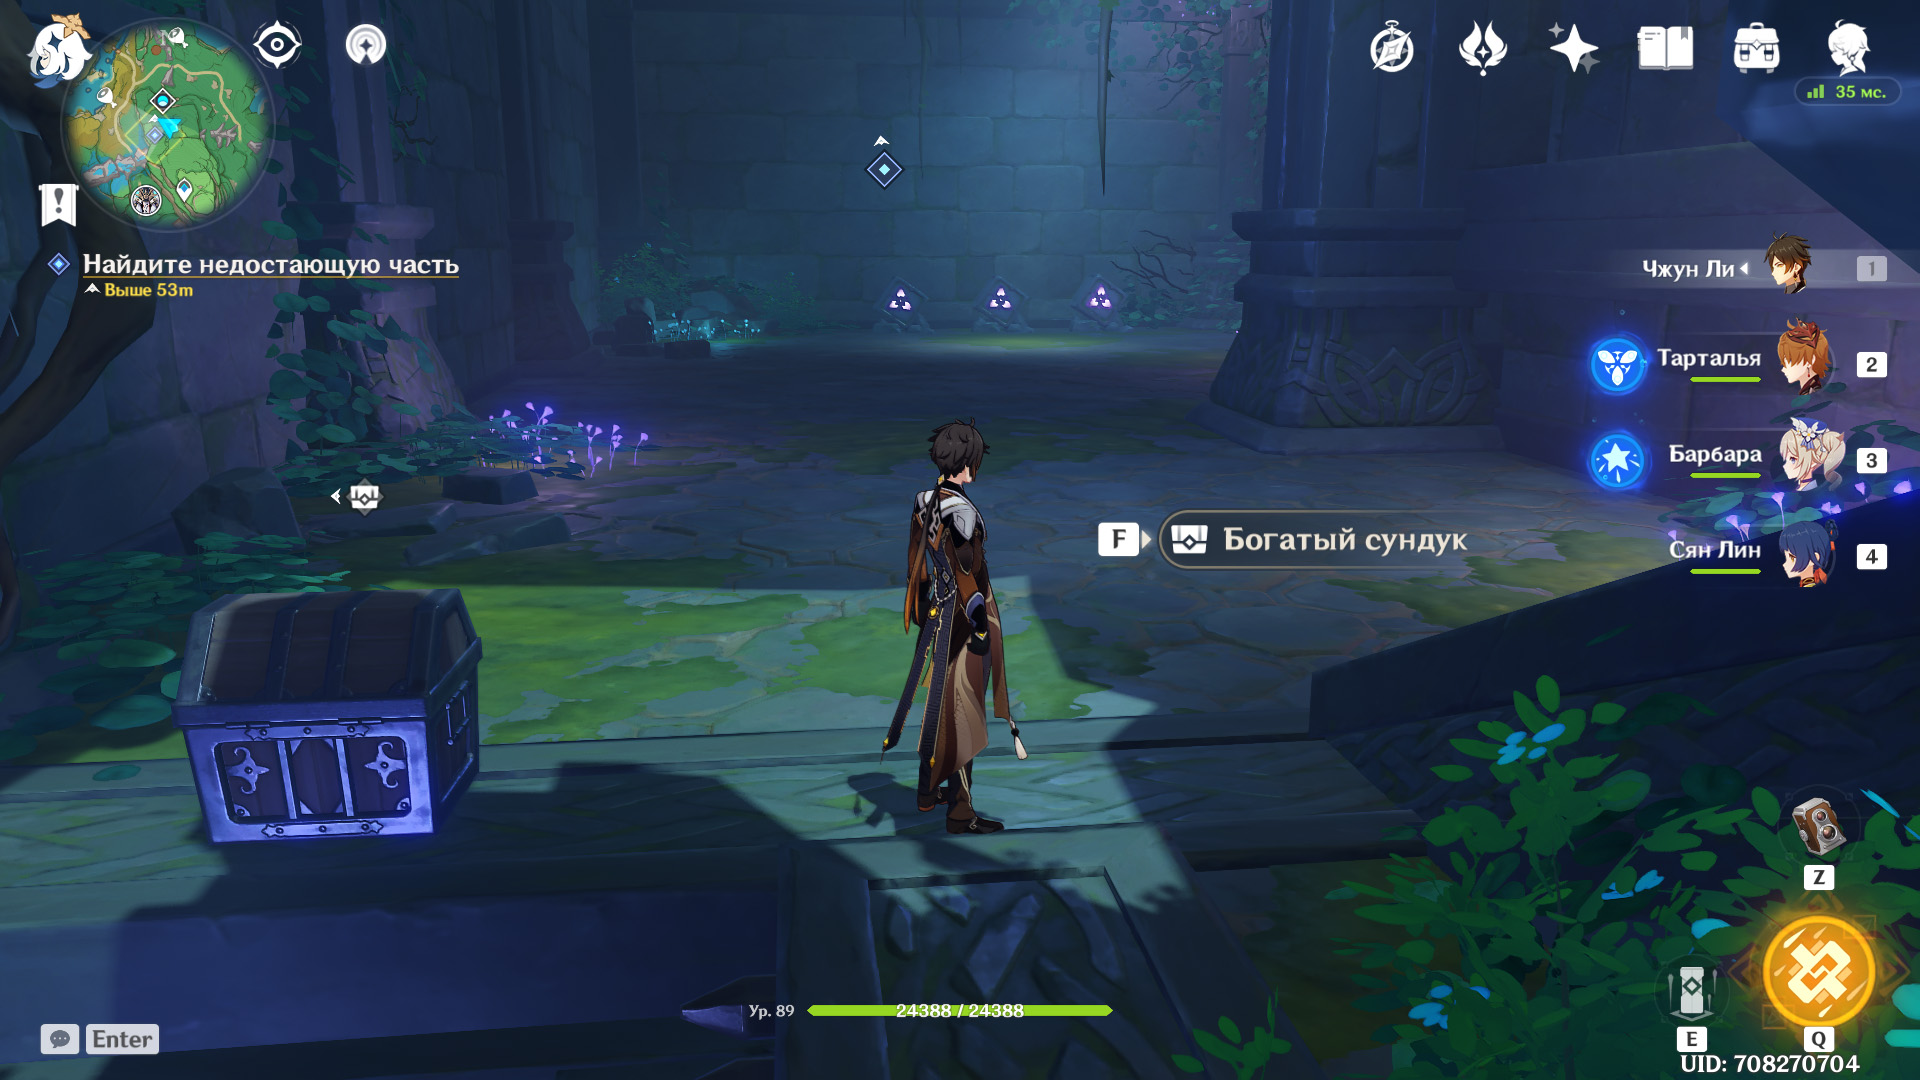 N
35 мс.
Найдите недостающую часть
Выше 53m
Чжун Ли
1
Тарталья
2
Барбара
3
F
Богатый сундук
Сян Лин
4
Z
Ур. 89
24388 / 24388
Enter
E
Q
UID: 708270704